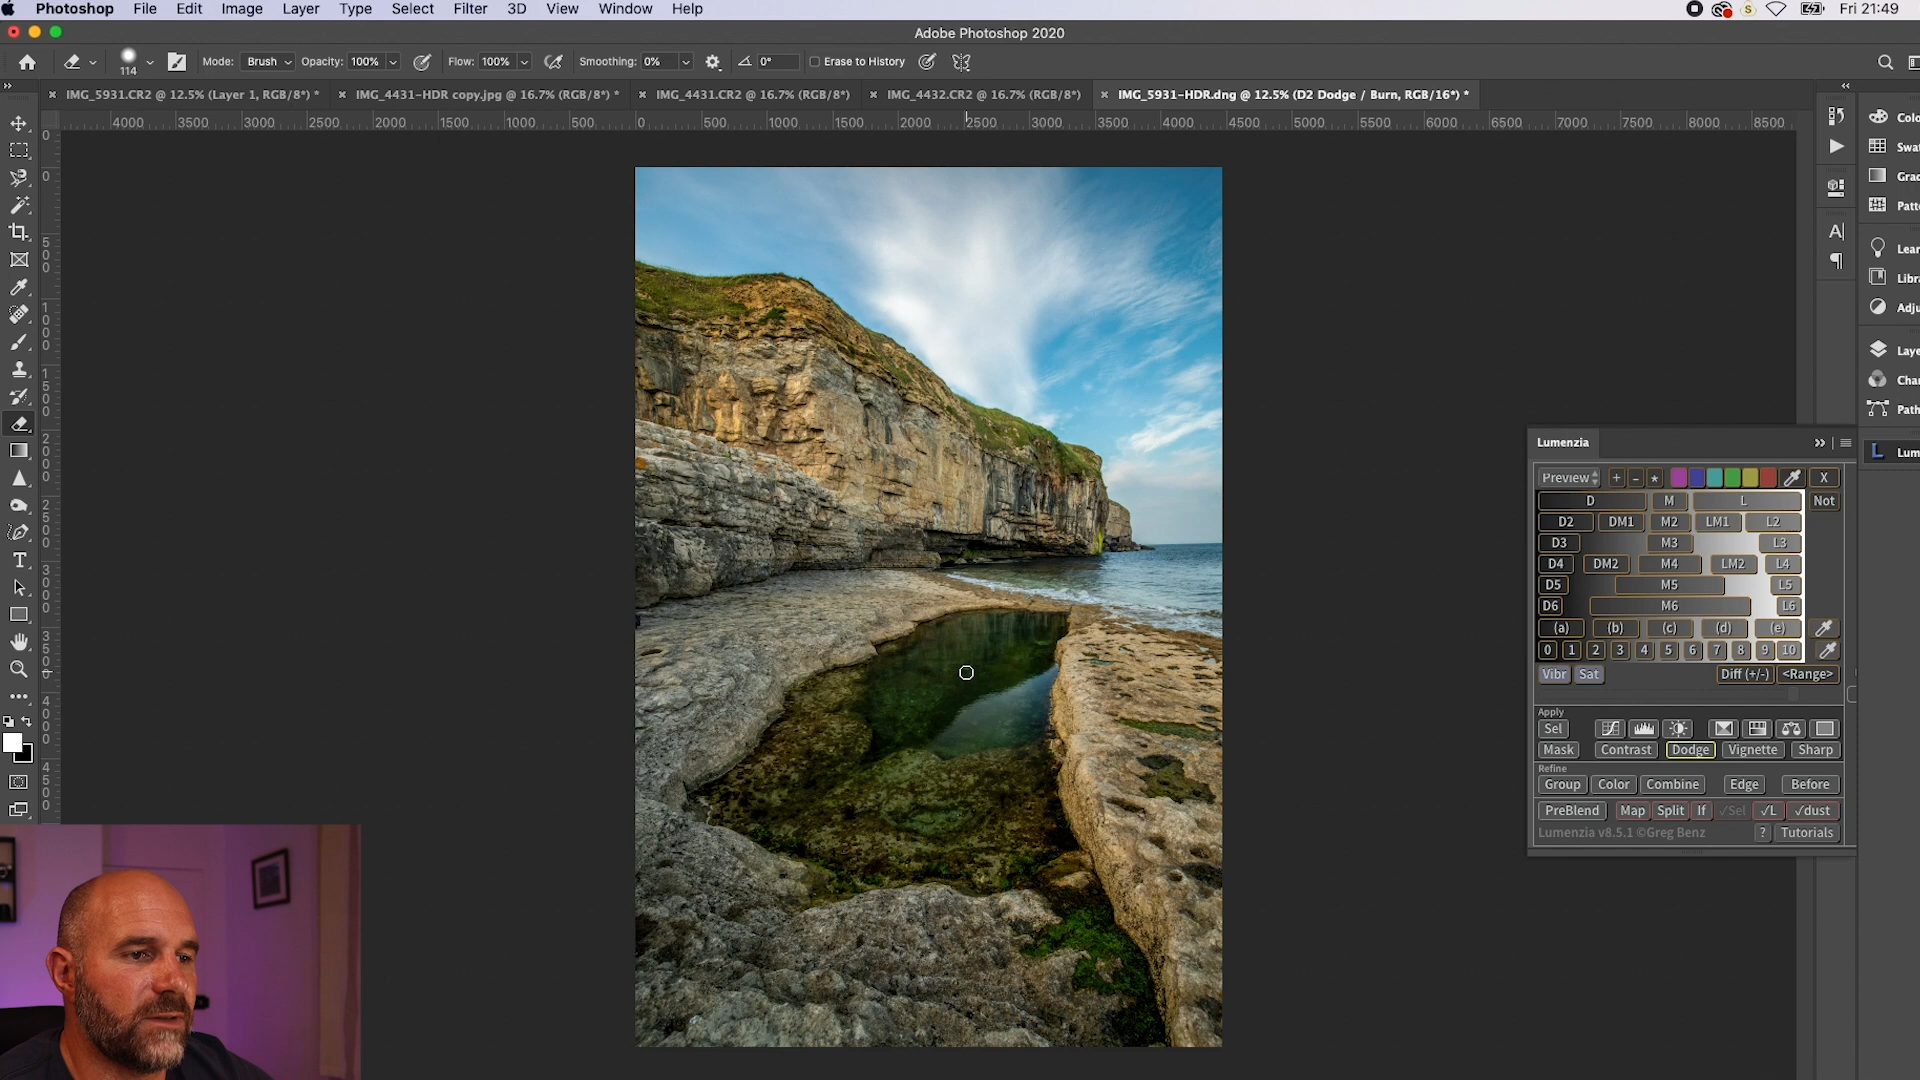 Photoshop File Edit Image Layer Type Select Filter 3D View Window Help Fri 21:49
Adobe Photoshop 2020
114 Mode: Brush Opacity: 100% Flow: 100% Smoothing: 0% 0° Erase to History
IMG_5931.CR2 @ 12.5% (Layer 1, RGB/8*) * IMG_4431-HDR copy.jpg @ 16.7% (RGB/8*) * IMG_4431.CR2 @ 16.7% (RGB/8*) IMG_4432.CR2 @ 16.7% (RGB/8*) IMG_5931-HDR.dng @ 12.5% (D2 Dodge / Burn, RGB/16*) *
4000 3500 3000 2500 2000 1500 1000 500 0 500 1000 1500 2000 2500 3000 3500 4000 4500 5000 5500 6000 6500 7000 7500 8000 8500
0
0
500
1000
1500
2000
2500
3000
3500
4000
4500
5000
Colo
Swat
Grad
Patt
Lear
Libra
Adju
Laye
Chan
Path
Lum
Lumenzia
Preview + - * X
D M L Not
D2 DM1 M2 LM1 L2
D3 M3 L3
D4 DM2 M4 LM2 L4
D5 M5 L5
D6 M6 L6
(a) (b) (c) (d) (e)
0 1 2 3 4 5 6 7 8 9 10
Vibr Sat Diff (+/-) <Range>
Apply
Sel
Mask Contrast Dodge Vignette Sharp
Refine
Group Color Combine Edge Before
PreBlend Map Split If √Sel √L √dust
Lumenzia v8.5.1 ©Greg Benz ? Tutorials